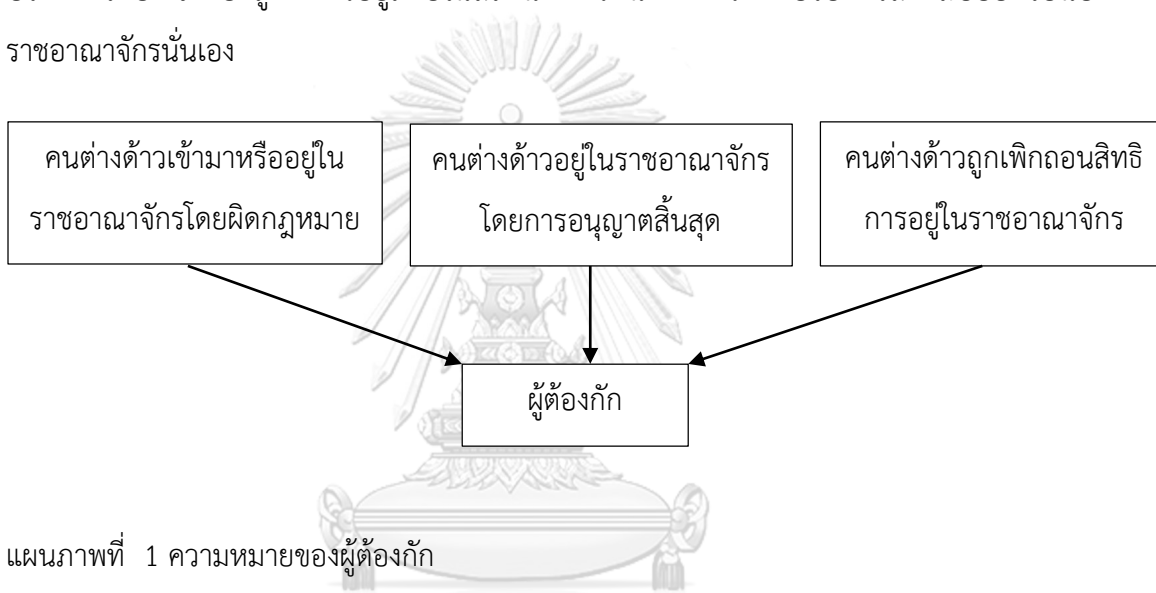 ราชอาณาจักรนั่นเอง
คนต่างด้าวเข้ามาหรืออยู่ใน
ราชอาณาจักรโดยผิดกฎหมาย
คนต่างด้าวอยู่ในราชอาณาจักร
โดยการอนุญาตสิ้นสุด
คนต่างด้าวถูกเพิกถอนสิทธิ
การอยู่ในราชอาณาจักร
ผู้ต้องกัก
แผนภาพที่ 1 ความหมายของผู้ต้องกัก